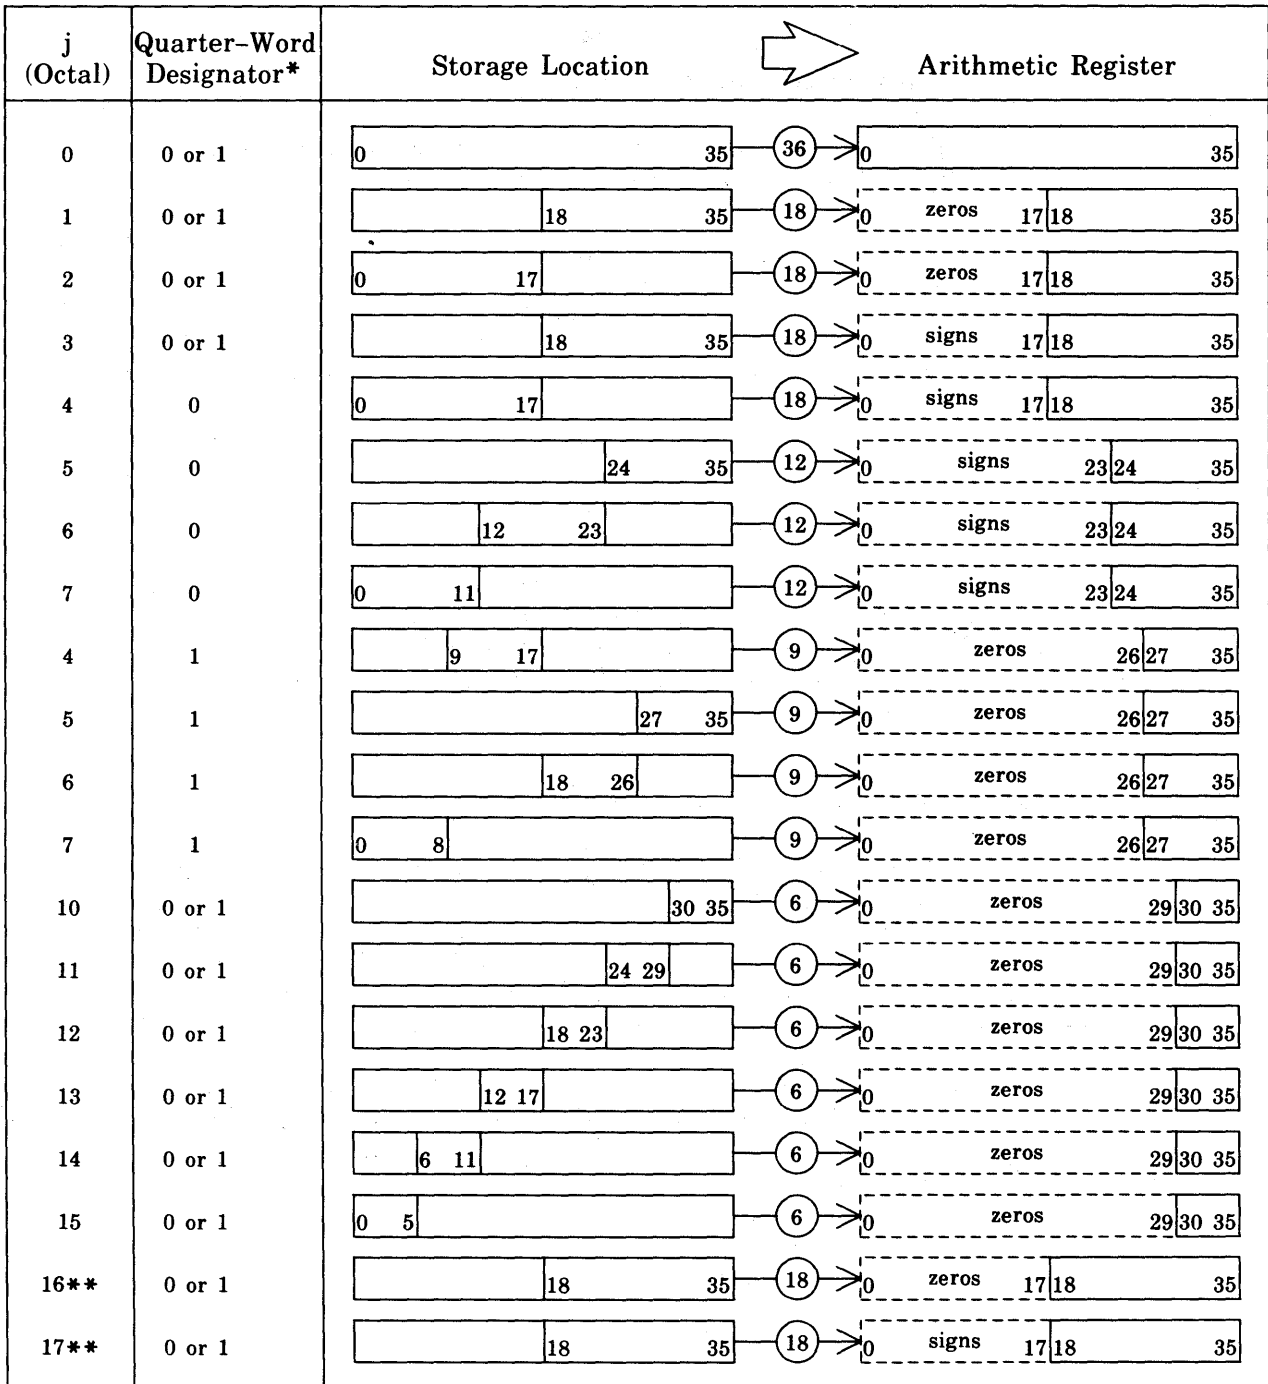 j (Octal) Quarter-Word Designator* Storage Location Arithmetic Register
0 0 or 1 0 35 36 0 35
1 0 or 1 18 35 18 0 zeros 17 18 35
2 0 or 1 0 17 18 0 zeros 17 18 35
3 0 or 1 18 35 18 0 signs 17 18 35
4 0 0 17 18 0 signs 17 18 35
5 0 24 35 12 0 signs 23 24 35
6 0 12 23 12 0 signs 23 24 35
7 0 0 11 12 0 signs 23 24 35
4 1 9 17 9 0 zeros 26 27 35
5 1 27 35 9 0 zeros 26 27 35
6 1 18 26 9 0 zeros 26 27 35
7 1 0 8 9 0 zeros 26 27 35
10 0 or 1 30 35 6 0 zeros 29 30 35
11 0 or 1 24 29 6 0 zeros 29 30 35
12 0 or 1 18 23 6 0 zeros 29 30 35
13 0 or 1 12 17 6 0 zeros 29 30 35
14 0 or 1 6 11 6 0 zeros 29 30 35
15 0 or 1 0 5 6 0 zeros 29 30 35
16** 0 or 1 18 35 18 0 zeros 17 18 35
17** 0 or 1 18 35 18 0 signs 17 18 35